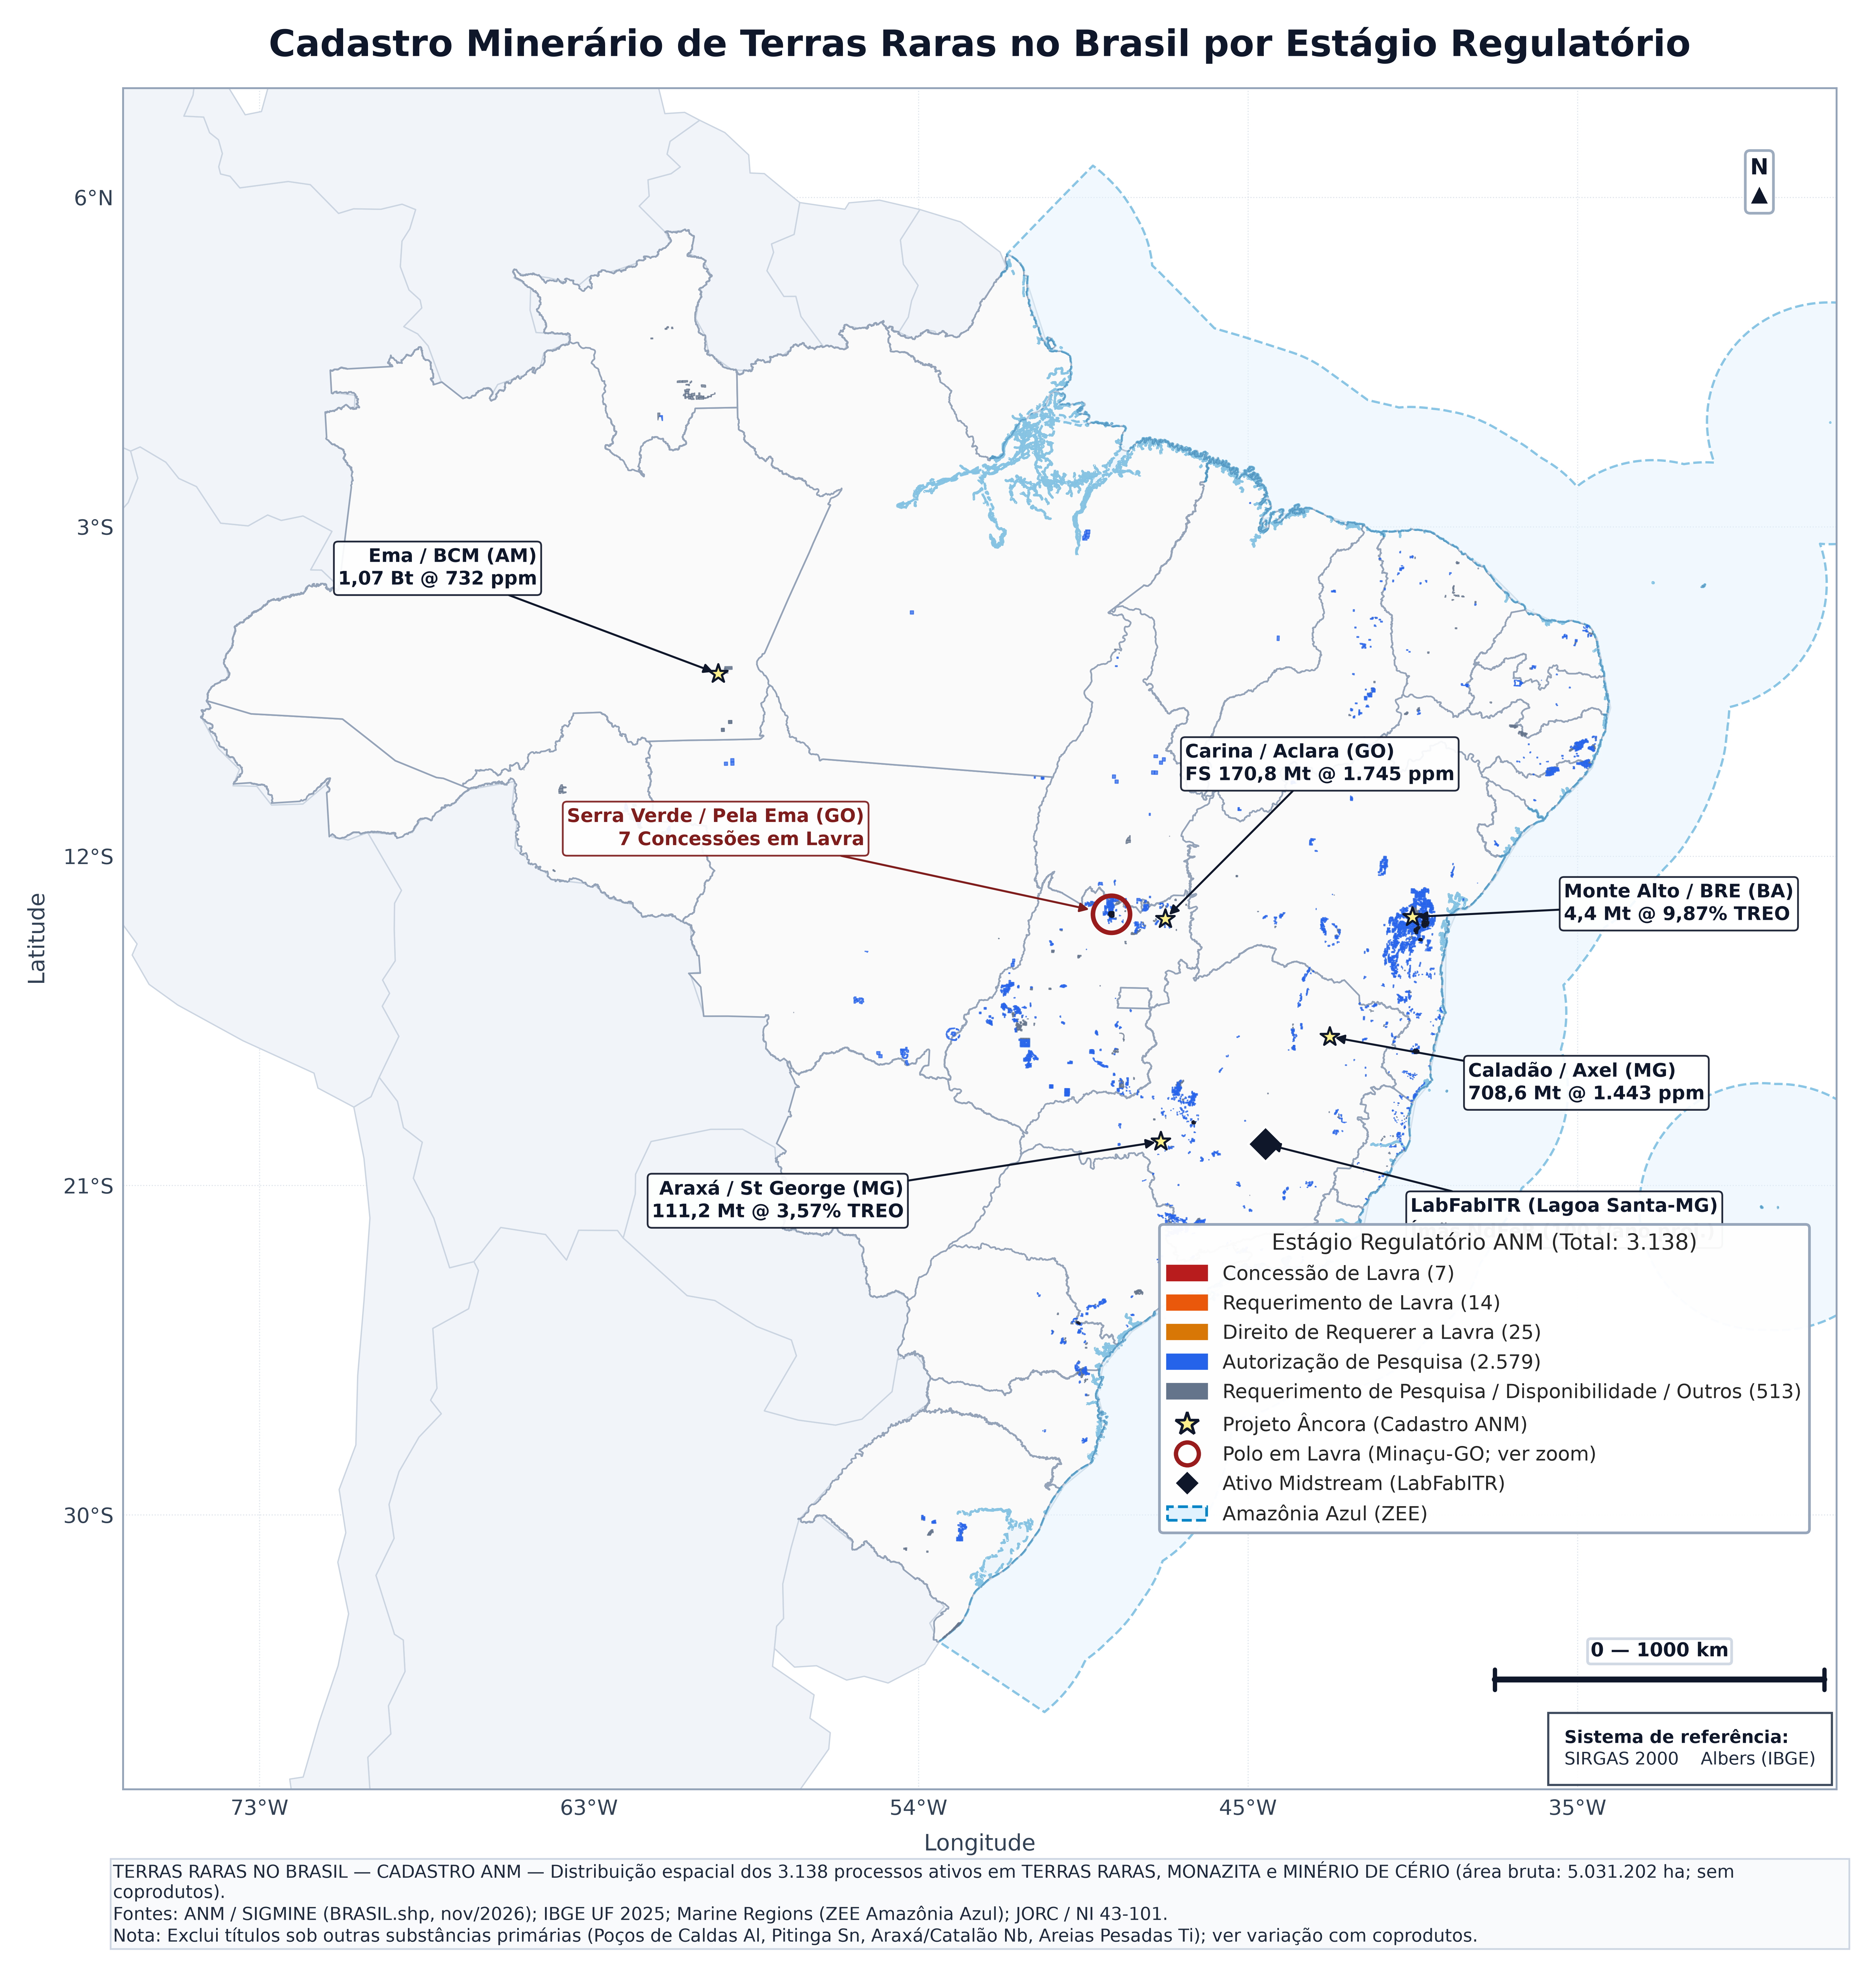 Cadastro Minerário de Terras Raras no Brasil por Estágio Regulatório
N
6°N
3°S
12°S
21°S
30°S
Latitude
Ema / BCM (AM)
1,07 Bt @ 732 ppm
Carina / Aclara (GO)
FS 170,8 Mt @ 1.745 ppm
Serra Verde / Pela Ema (GO)
7 Concessões em Lavra
Monte Alto / BRE (BA)
4,4 Mt @ 9,87% TREO
Caladão / Axel (MG)
708,6 Mt @ 1.443 ppm
Araxá / St George (MG)
111,2 Mt @ 3,57% TREO
LabFabITR (Lagoa Santa-MG)
Estágio Regulatório ANM (Total: 3.138)
Concessão de Lavra (7)
Requerimento de Lavra (14)
Direito de Requerer a Lavra (25)
Autorização de Pesquisa (2.579)
Requerimento de Pesquisa / Disponibilidade / Outros (513)
Projeto Âncora (Cadastro ANM)
Polo em Lavra (Minaçu-GO; ver zoom)
Ativo Midstream (LabFabITR)
Amazônia Azul (ZEE)
0 — 1000 km
Sistema de referência:
SIRGAS 2000 Albers (IBGE)
73°W
63°W
54°W
45°W
35°W
Longitude
TERRAS RARAS NO BRASIL — CADASTRO ANM — Distribuição espacial dos 3.138 processos ativos em TERRAS RARAS, MONAZITA e MINÉRIO DE CÉRIO (área bruta: 5.031.202 ha; sem
coprodutos).
Fontes: ANM / SIGMINE (BRASIL.shp, nov/2026); IBGE UF 2025; Marine Regions (ZEE Amazônia Azul); JORC / NI 43-101.
Nota: Exclui títulos sob outras substâncias primárias (Poços de Caldas Al, Pitinga Sn, Araxá/Catalão Nb, Areias Pesadas Ti); ver variação com coprodutos.